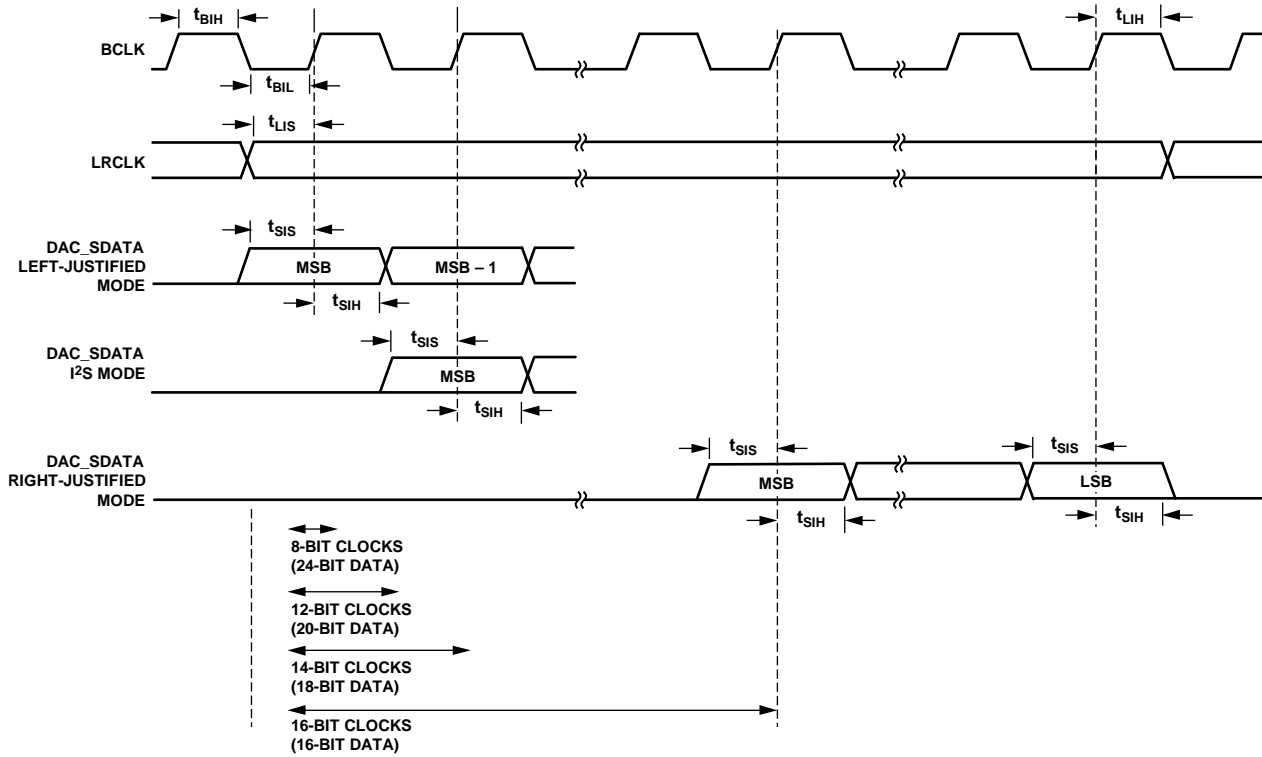 tBIH
tLIH
BCLK
tBIL
tLIS
LRCLK
DAC_SDATA
LEFT-JUSTIFIED
MODE
tSIS
MSB
MSB – 1
tSIH
DAC_SDATA
I2S MODE
tSIS
MSB
tSIH
DAC_SDATA
RIGHT-JUSTIFIED
MODE
tSIS
tSIS
MSB
LSB
tSIH
tSIH
8-BIT CLOCKS
(24-BIT DATA)
12-BIT CLOCKS
(20-BIT DATA)
14-BIT CLOCKS
(18-BIT DATA)
16-BIT CLOCKS
(16-BIT DATA)